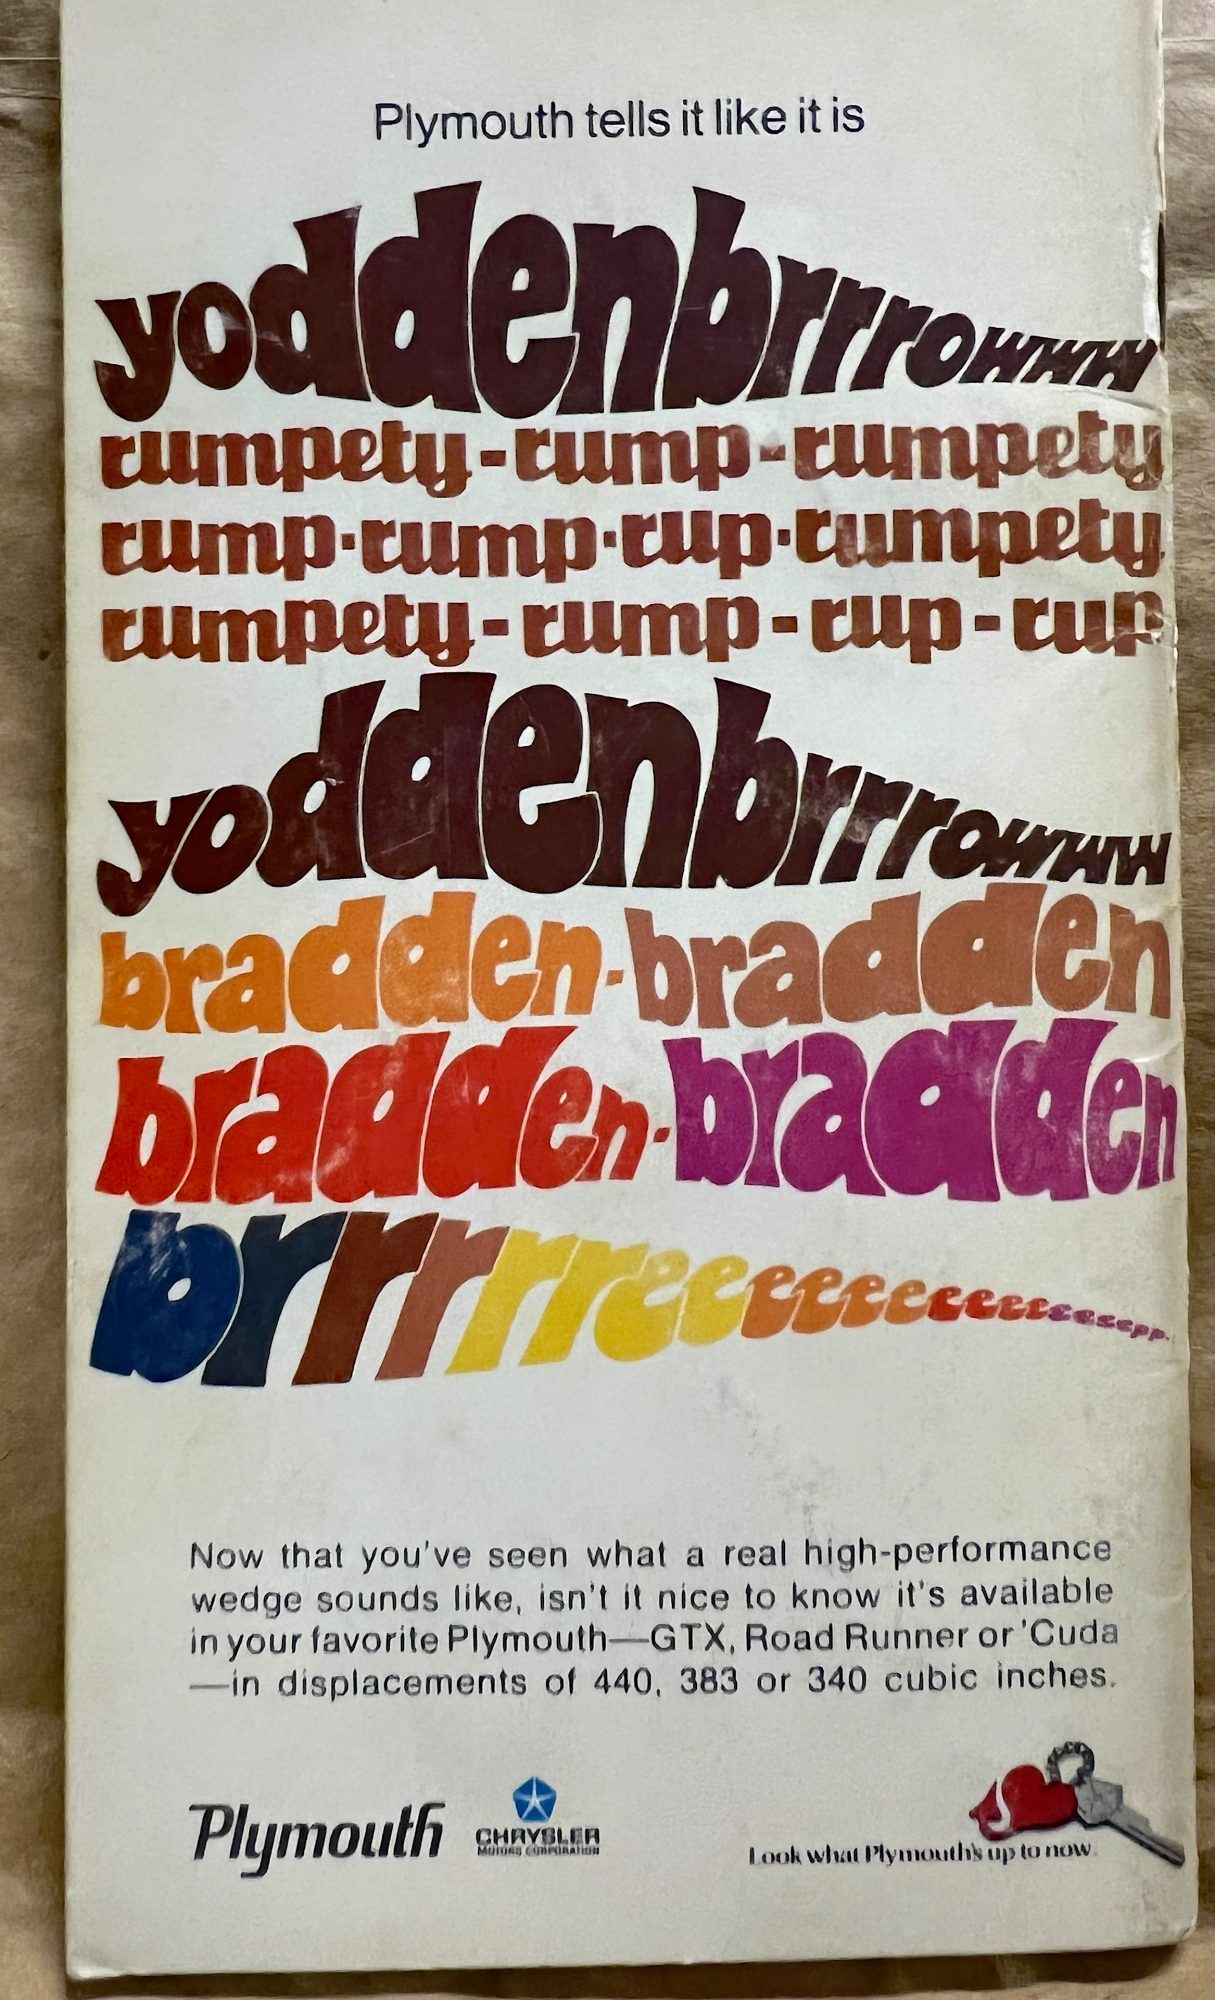 Plymouth tells it like it is
yoddenbrrrowww
rumpety-rump-rumpety
rump·rump·rup·rumpety
rumpety-rump-rup-rup
yoddenbrrrowww
bradden-bradden
bradden-bradden
brrrrreeeeeeeeeeeeeeepp.
Now that you've seen what a real high-performance
wedge sounds like, isn't it nice to know it's available
in your favorite Plymouth—GTX, Road Runner or 'Cuda
—in displacements of 440, 383 or 340 cubic inches.
Plymouth
CHRYSLER
MOTORS CORPORATION
Look what Plymouth's up to now.